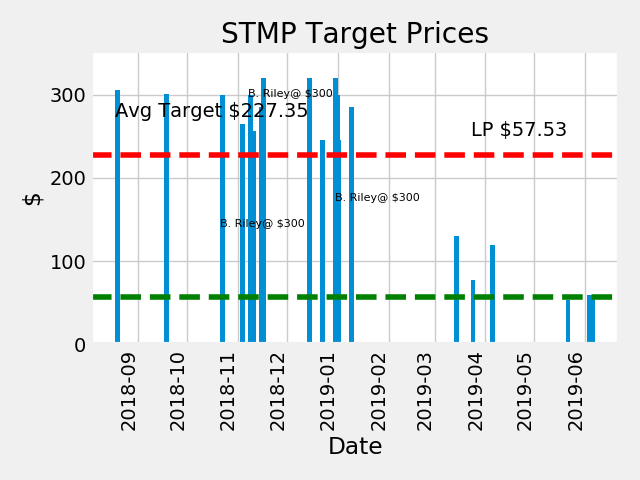 STMP Target Prices
B. Riley@ $300
Avg Target $227.35
LP $57.53
B. Riley@ $300
B. Riley@ $300
$
300
200
100
0
2018-09
2018-10
2018-11
2018-12
2019-01
2019-02
2019-03
2019-04
2019-05
2019-06
Date